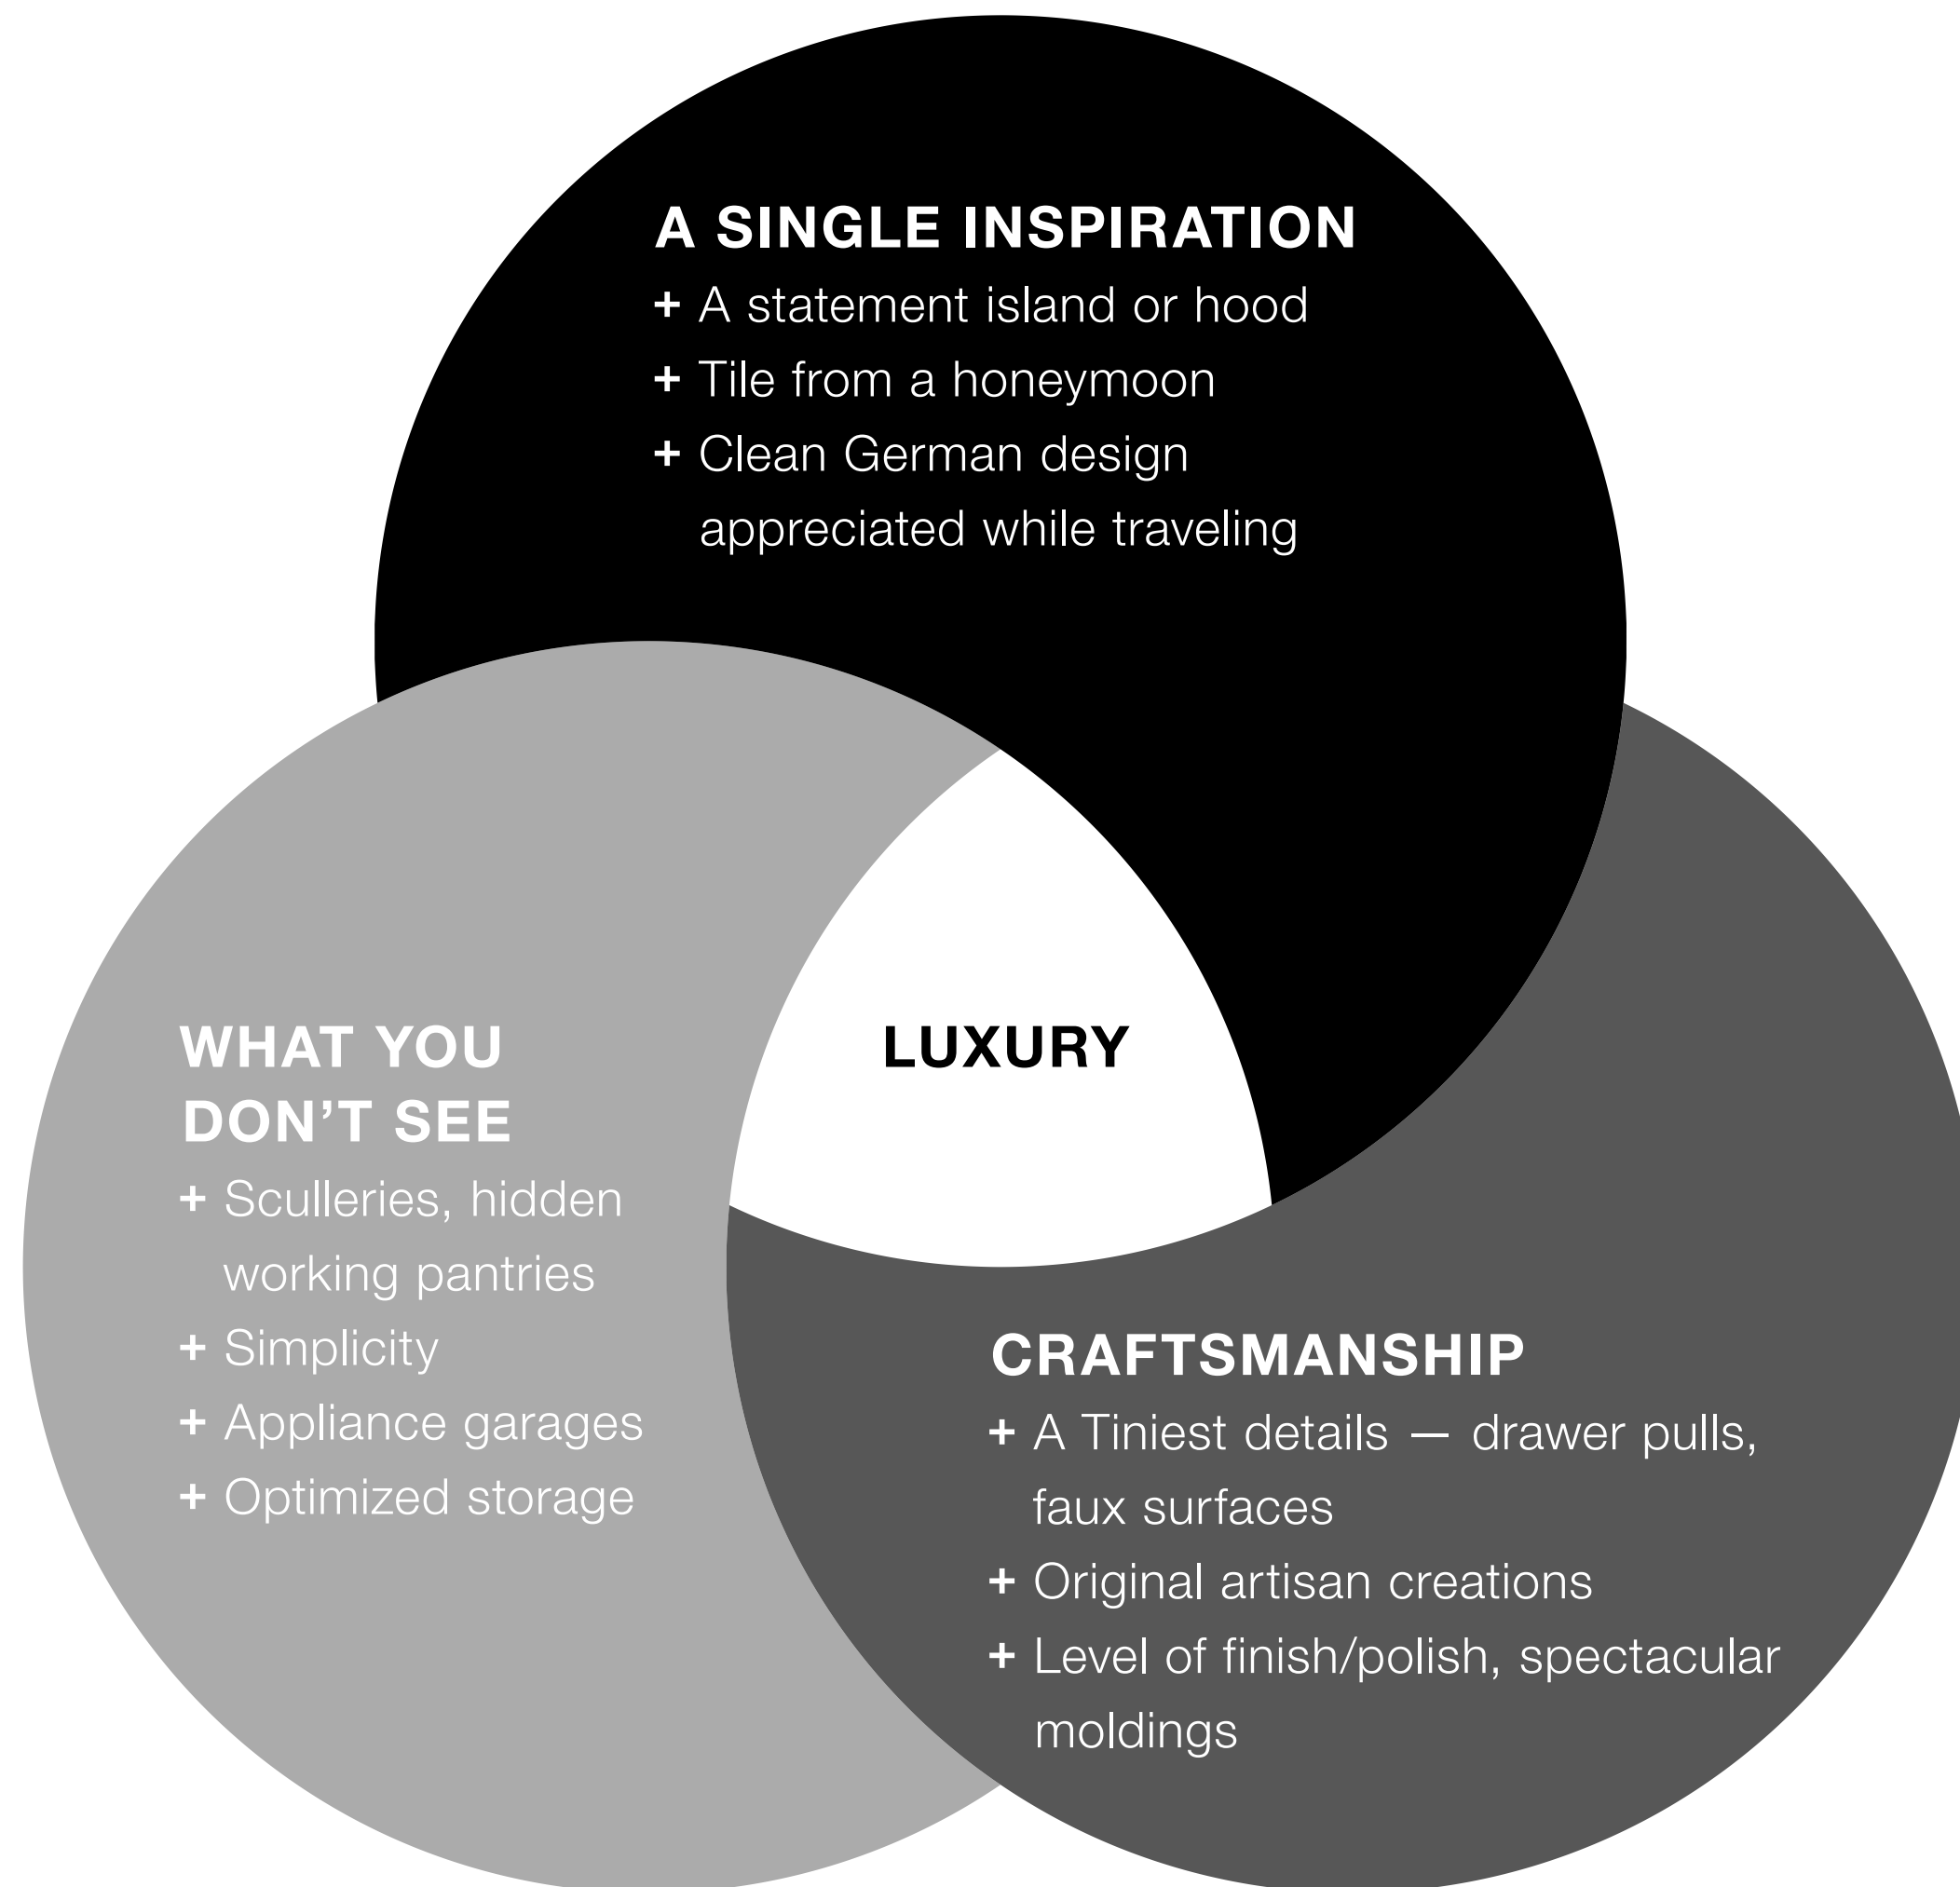 A SINGLE INSPIRATION
+ A statement island or hood
+ Tile from a honeymoon
+ Clean German design
appreciated while traveling
WHAT YOU
DON'T SEE
+ Sculleries, hidden
working pantries
+ Simplicity
+ Appliance garages
+ Optimized storage
LUXURY
CRAFTSMANSHIP
+ A Tiniest details — drawer pulls,
faux surfaces
+ Original artisan creations
+ Level of finish/polish, spectacular
moldings